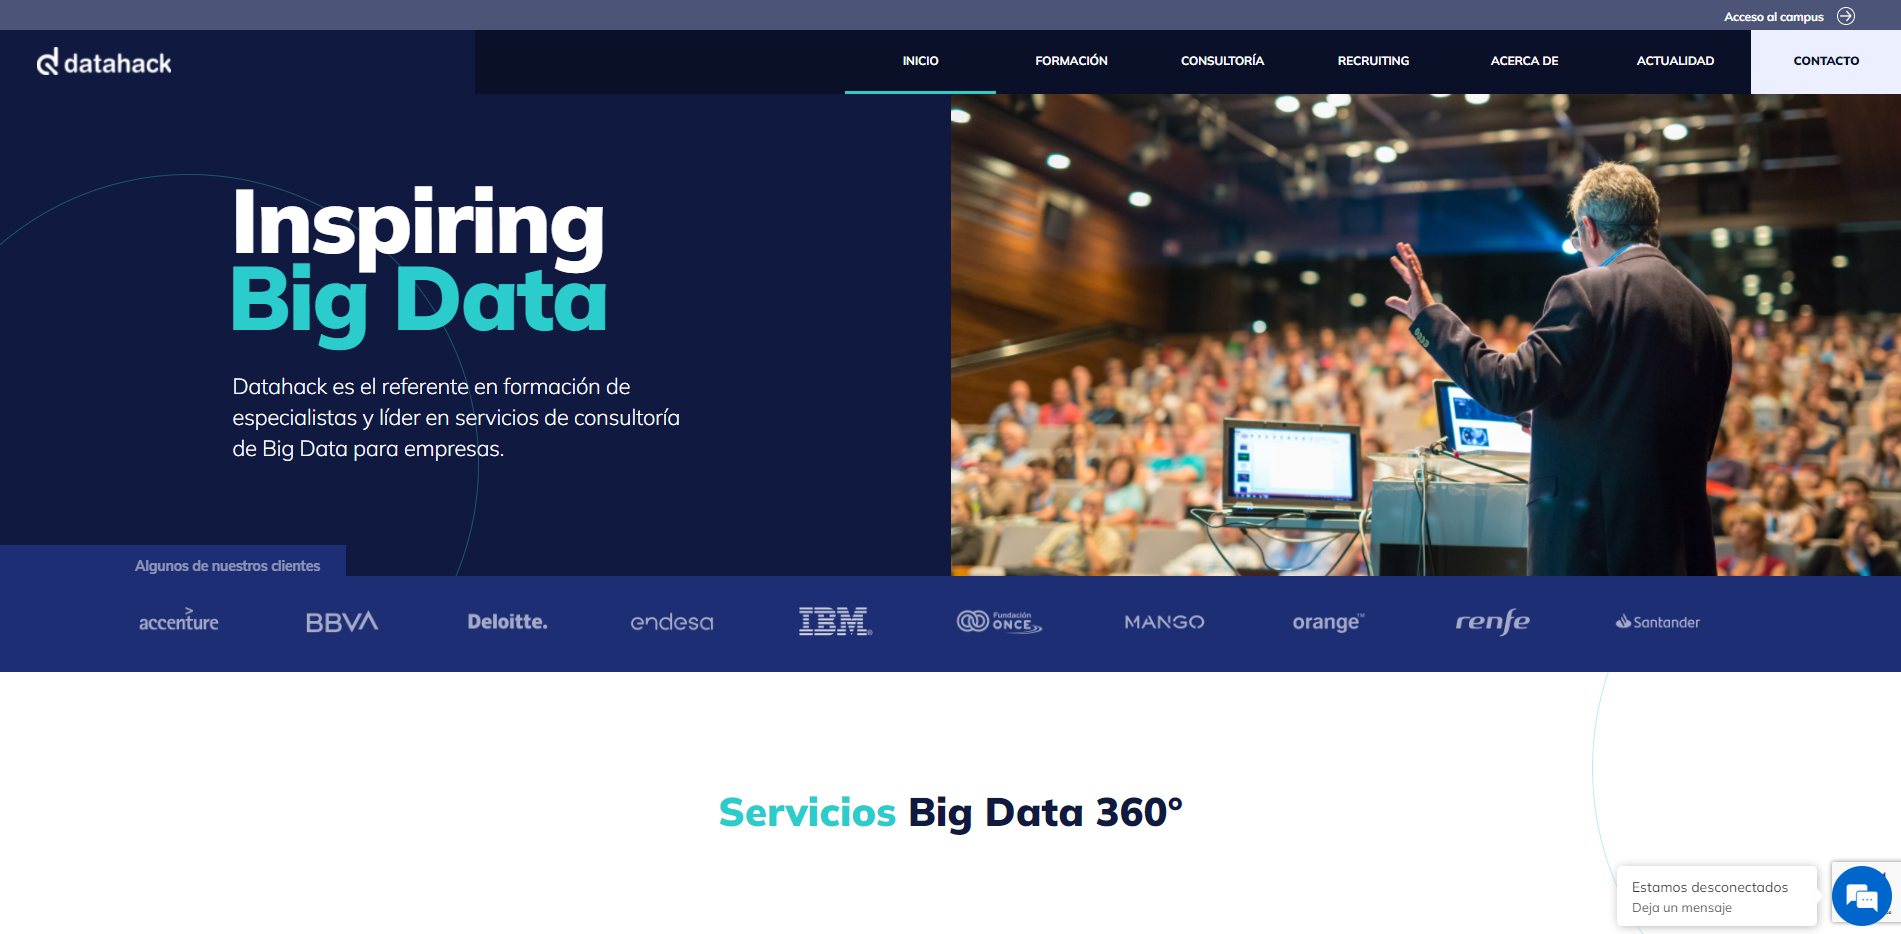 Acceso al campus
datahack
INICIO
FORMACIÓN
CONSULTORÍA
RECRUITING
ACERCA DE
ACTUALIDAD
CONTACTO
Inspiring
Big Data
Datahack es el referente en formación de
especialistas y líder en servicios de consultoría
de Big Data para empresas.
Algunos de nuestros clientes
accenture
BBVA
Deloitte.
endesa
IBM®
Fundación
ONCE
MANGO
orange™
renfe
Santander
Servicios Big Data 360°
Estamos desconectados
Deja un mensaje